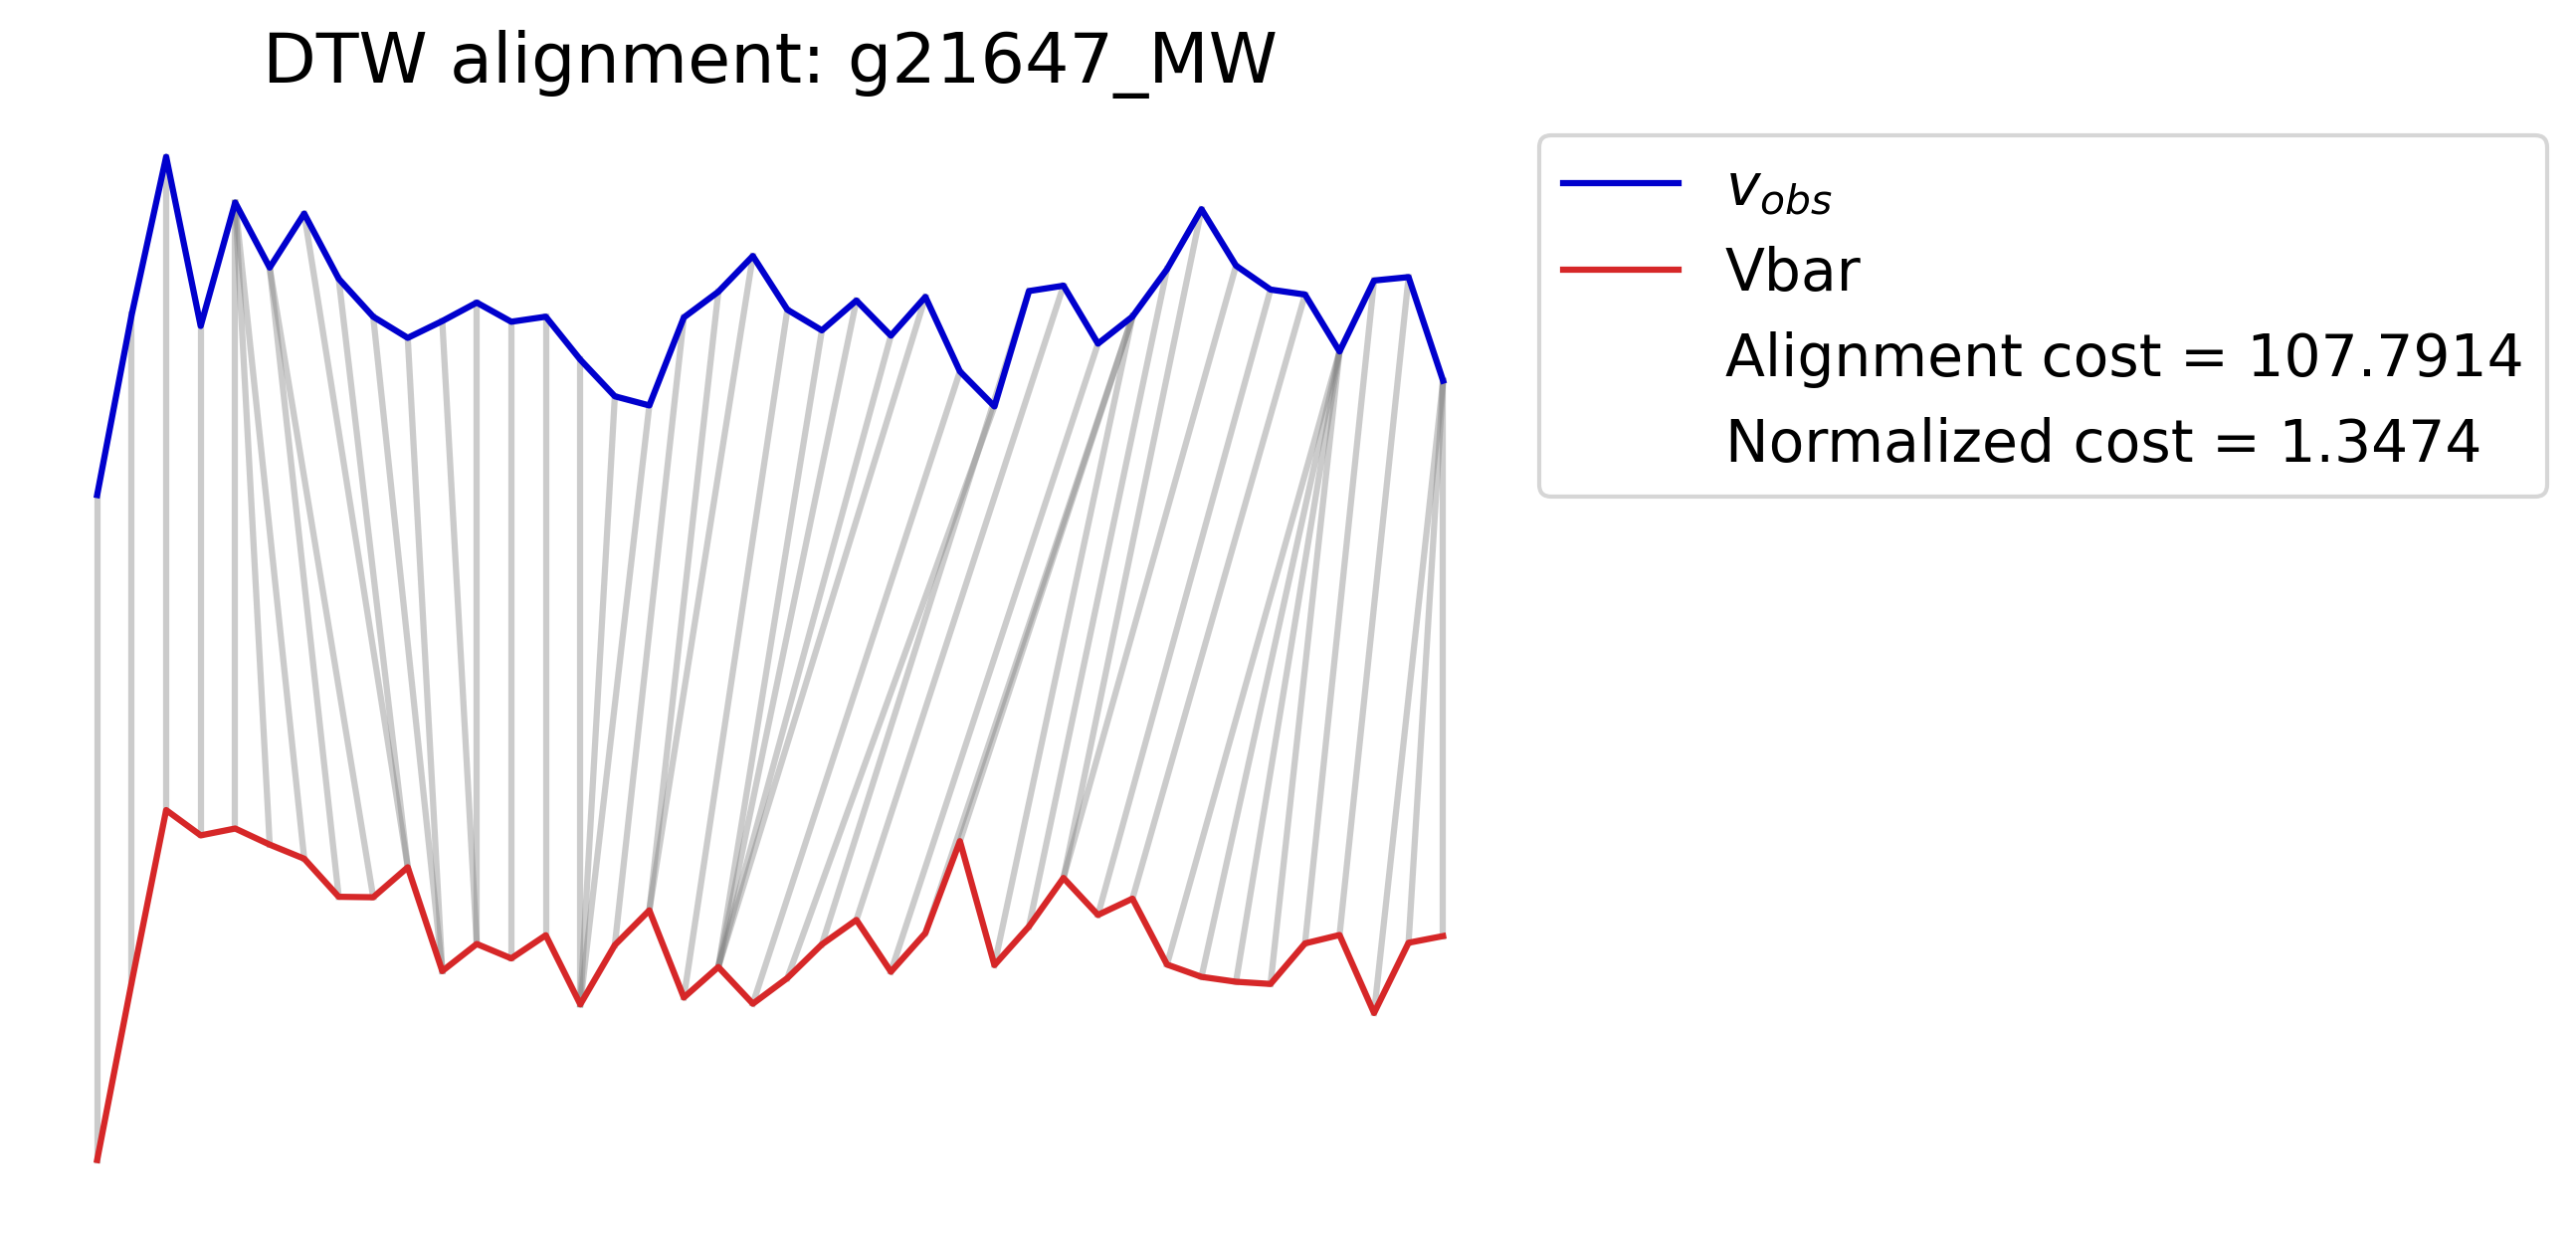 DTW alignment: g21647_MW
v_obs
Vbar
Alignment cost = 107.7914
Normalized cost = 1.3474